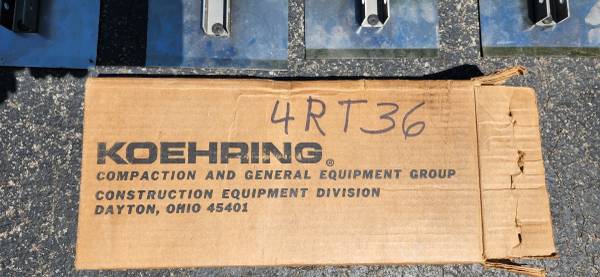 4RT36
KOEHRING®
COMPACTION AND GENERAL EQUIPMENT GROUP
CONSTRUCTION EQUIPMENT DIVISION
DAYTON, OHIO 45401